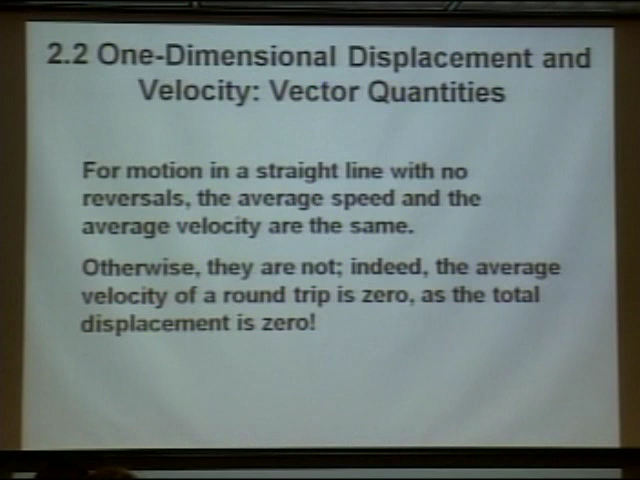 2.2 One-Dimensional Displacement and
Velocity: Vector Quantities
For motion in a straight line with no
reversals, the average speed and the
average velocity are the same.
Otherwise, they are not; indeed, the average
velocity of a round trip is zero, as the total
displacement is zero!